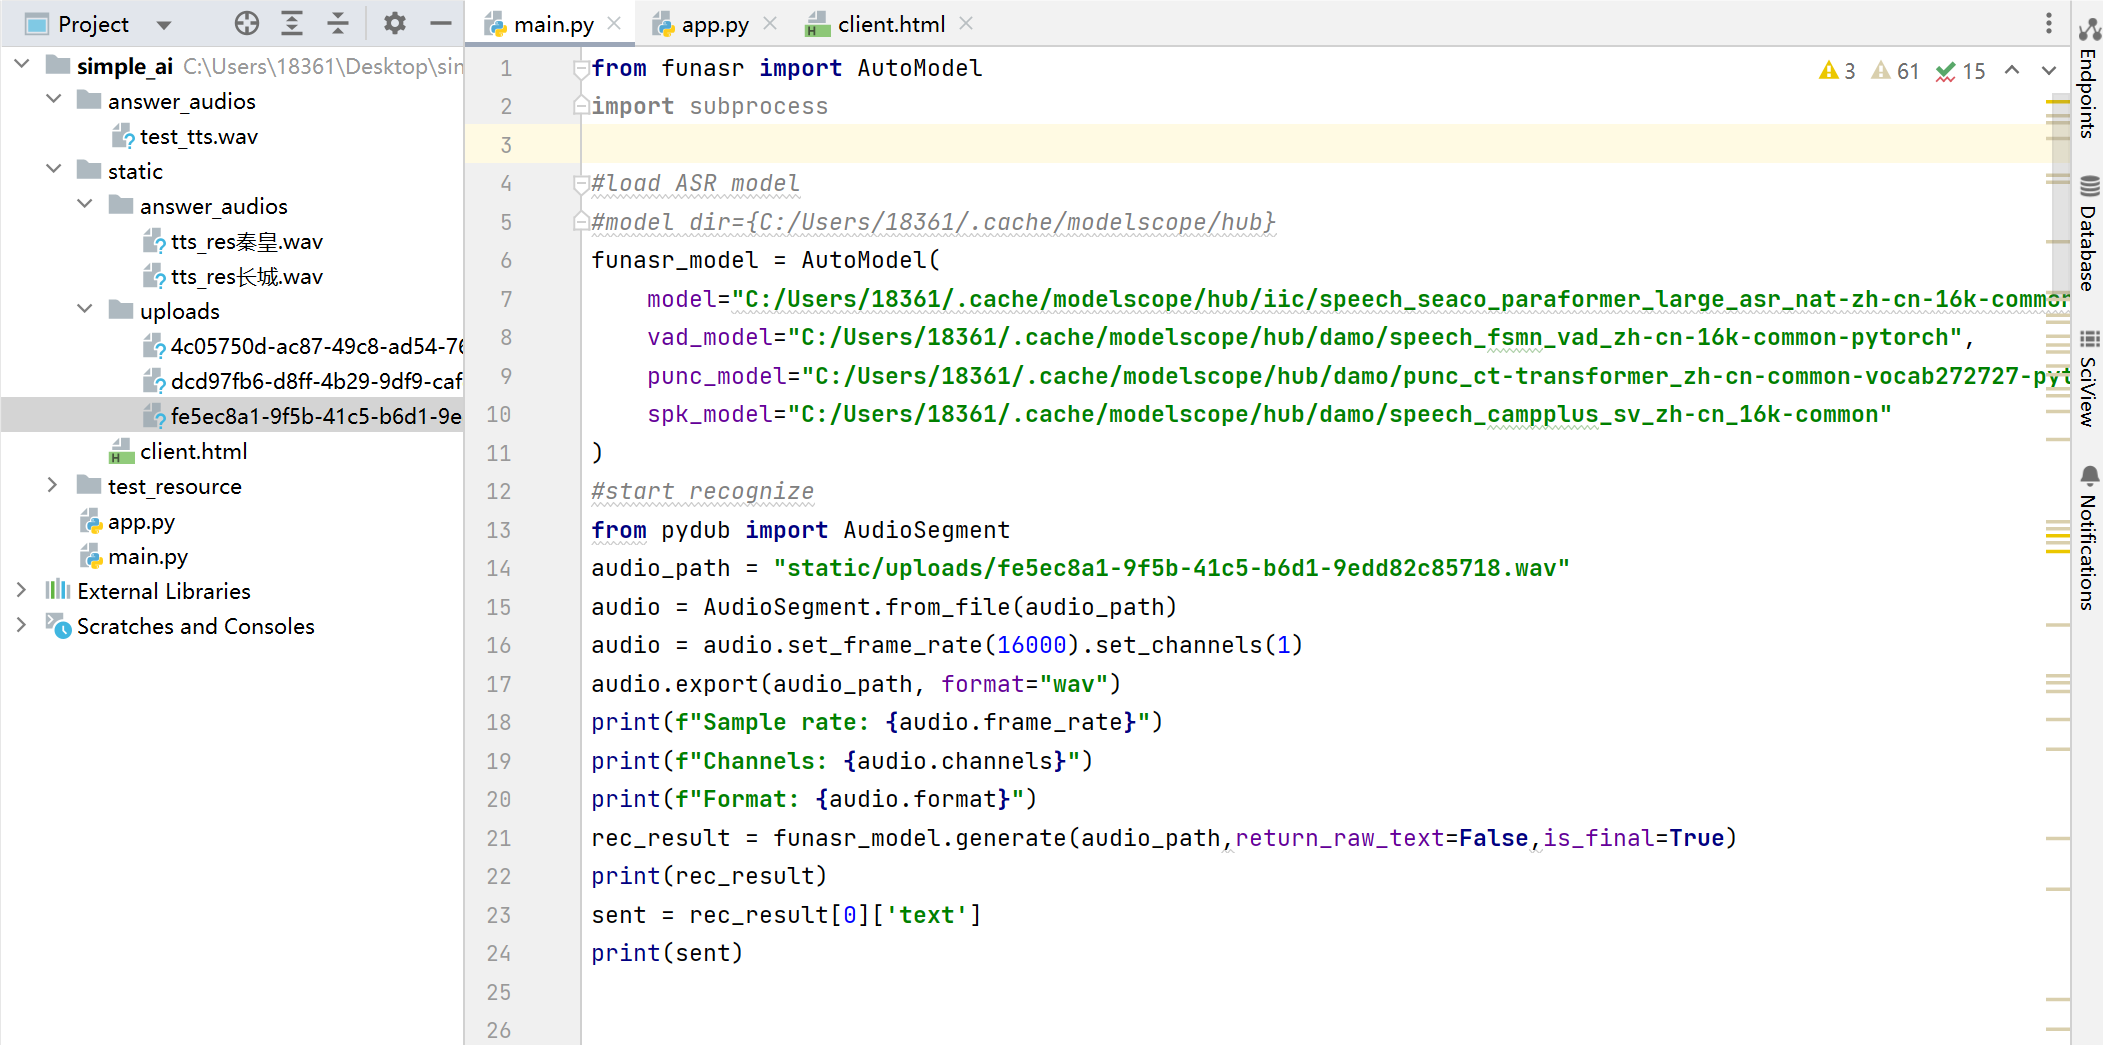 Project
main.py
app.py
client.html
simple_ai C:\Users\18361\Desktop\sin
answer_audios
test_tts.wav
static
answer_audios
tts_res秦皇.wav
tts_res长城.wav
uploads
4c05750d-ac87-49c8-ad54-76
dcd97fb6-d8ff-4b29-9df9-caf
fe5ec8a1-9f5b-41c5-b6d1-9e
client.html
test_resource
app.py
main.py
External Libraries
Scratches and Consoles
3 61 15
1 from funasr import AutoModel
2 import subprocess
3
4 #load ASR model
5 #model dir={C:/Users/18361/.cache/modelscope/hub}
6 funasr_model = AutoModel(
7 model="C:/Users/18361/.cache/modelscope/hub/iic/speech_seaco_paraformer_large_asr_nat-zh-cn-16k-common
8 vad_model="C:/Users/18361/.cache/modelscope/hub/damo/speech_fsmn_vad_zh-cn-16k-common-pytorch",
9 punc_model="C:/Users/18361/.cache/modelscope/hub/damo/punc_ct-transformer_zh-cn-common-vocab272727-pyt
10 spk_model="C:/Users/18361/.cache/modelscope/hub/damo/speech_campplus_sv_zh-cn_16k-common"
11 )
12 #start recognize
13 from pydub import AudioSegment
14 audio_path = "static/uploads/fe5ec8a1-9f5b-41c5-b6d1-9edd82c85718.wav"
15 audio = AudioSegment.from_file(audio_path)
16 audio = audio.set_frame_rate(16000).set_channels(1)
17 audio.export(audio_path, format="wav")
18 print(f"Sample rate: {audio.frame_rate}")
19 print(f"Channels: {audio.channels}")
20 print(f"Format: {audio.format}")
21 rec_result = funasr_model.generate(audio_path,return_raw_text=False,is_final=True)
22 print(rec_result)
23 sent = rec_result[0]['text']
24 print(sent)
25
26
Endpoints
Database
SciView
Notifications